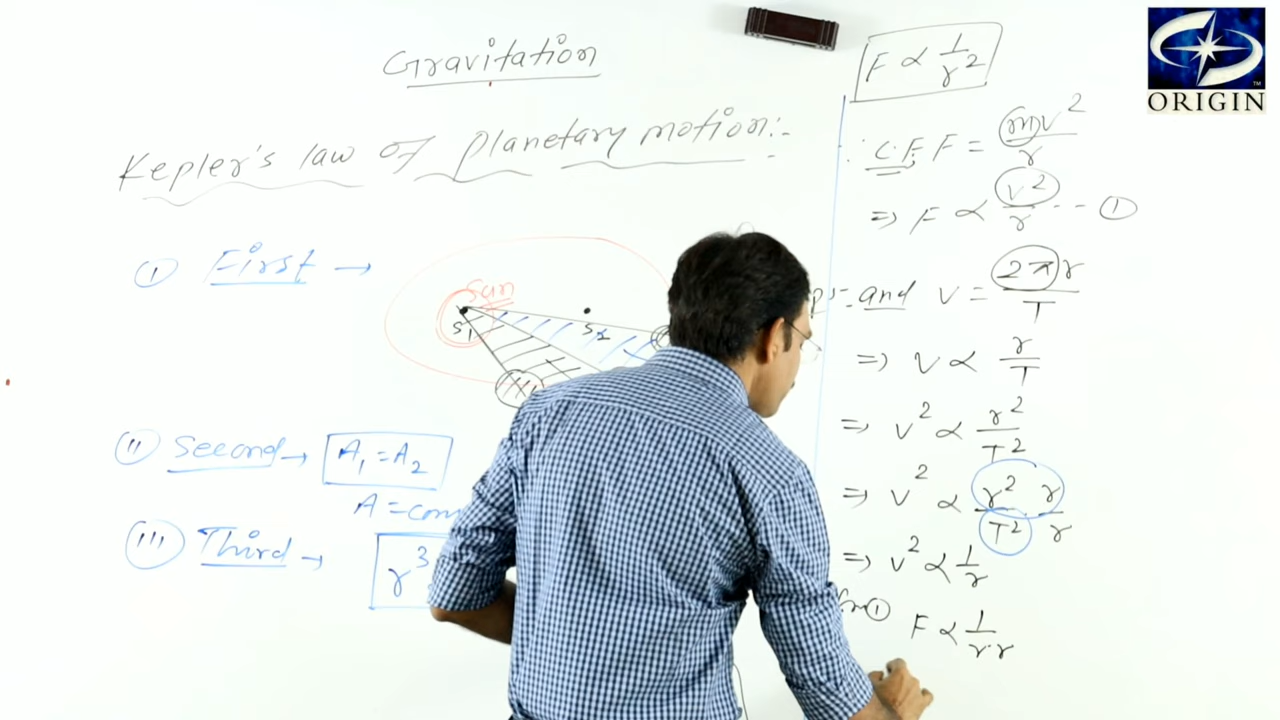 Gravitation
Kepler's law of planetary motion:-
① First →
Sun
S₁
S₂
ⅠⅠ Second → A₁ = A₂
A = con
ⅠⅠⅠ Third → r³
F ∝ 1/r²
∵ C.F, F = mv²/r
⇒ F ∝ v²/r --- ①
and v = 2πr/T
⇒ v ∝ r/T
⇒ v² ∝ r²/T²
⇒ v² ∝ r²/T² · r/r
⇒ v² ∝ 1/r
①
F ∝ 1/r·r
ORIGIN
TM